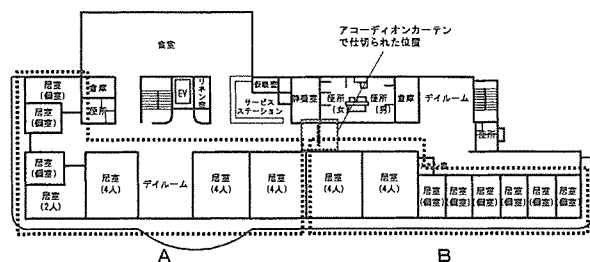 アコーディオンカーテン
で仕切られた位置
食室
居室
(個室)
倉庫
便所
EV
リネン室
仮眠室
サービス
ステーション
静養室
便所
(女)
便所
(男)
倉庫
デイルーム
便所
居室
(個室)
居室
(個室)
居室
(2人)
居室
(4人)
デイルーム
居室
(4人)
居室
(4人)
居室
(4人)
居室
(4人)
居室
(個室)
居室
(個室)
居室
(個室)
居室
(個室)
居室
(個室)
居室
(個室)
A
B